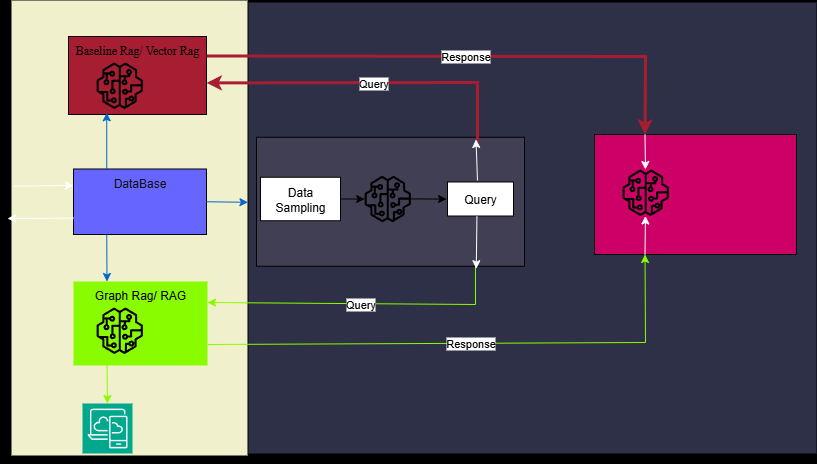 Baseline Rag/ Vector Rag
Response
Query
DataBase
Data
Sampling
Query
Graph Rag/ RAG
Query
Response